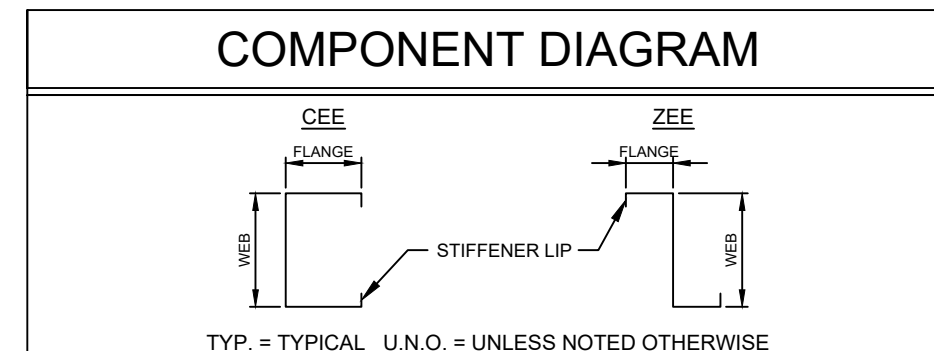 COMPONENT DIAGRAM
CEE
ZEE
FLANGE
FLANGE
WEB
STIFFENER LIP
WEB
TYP. = TYPICAL U.N.O. = UNLESS NOTED OTHERWISE